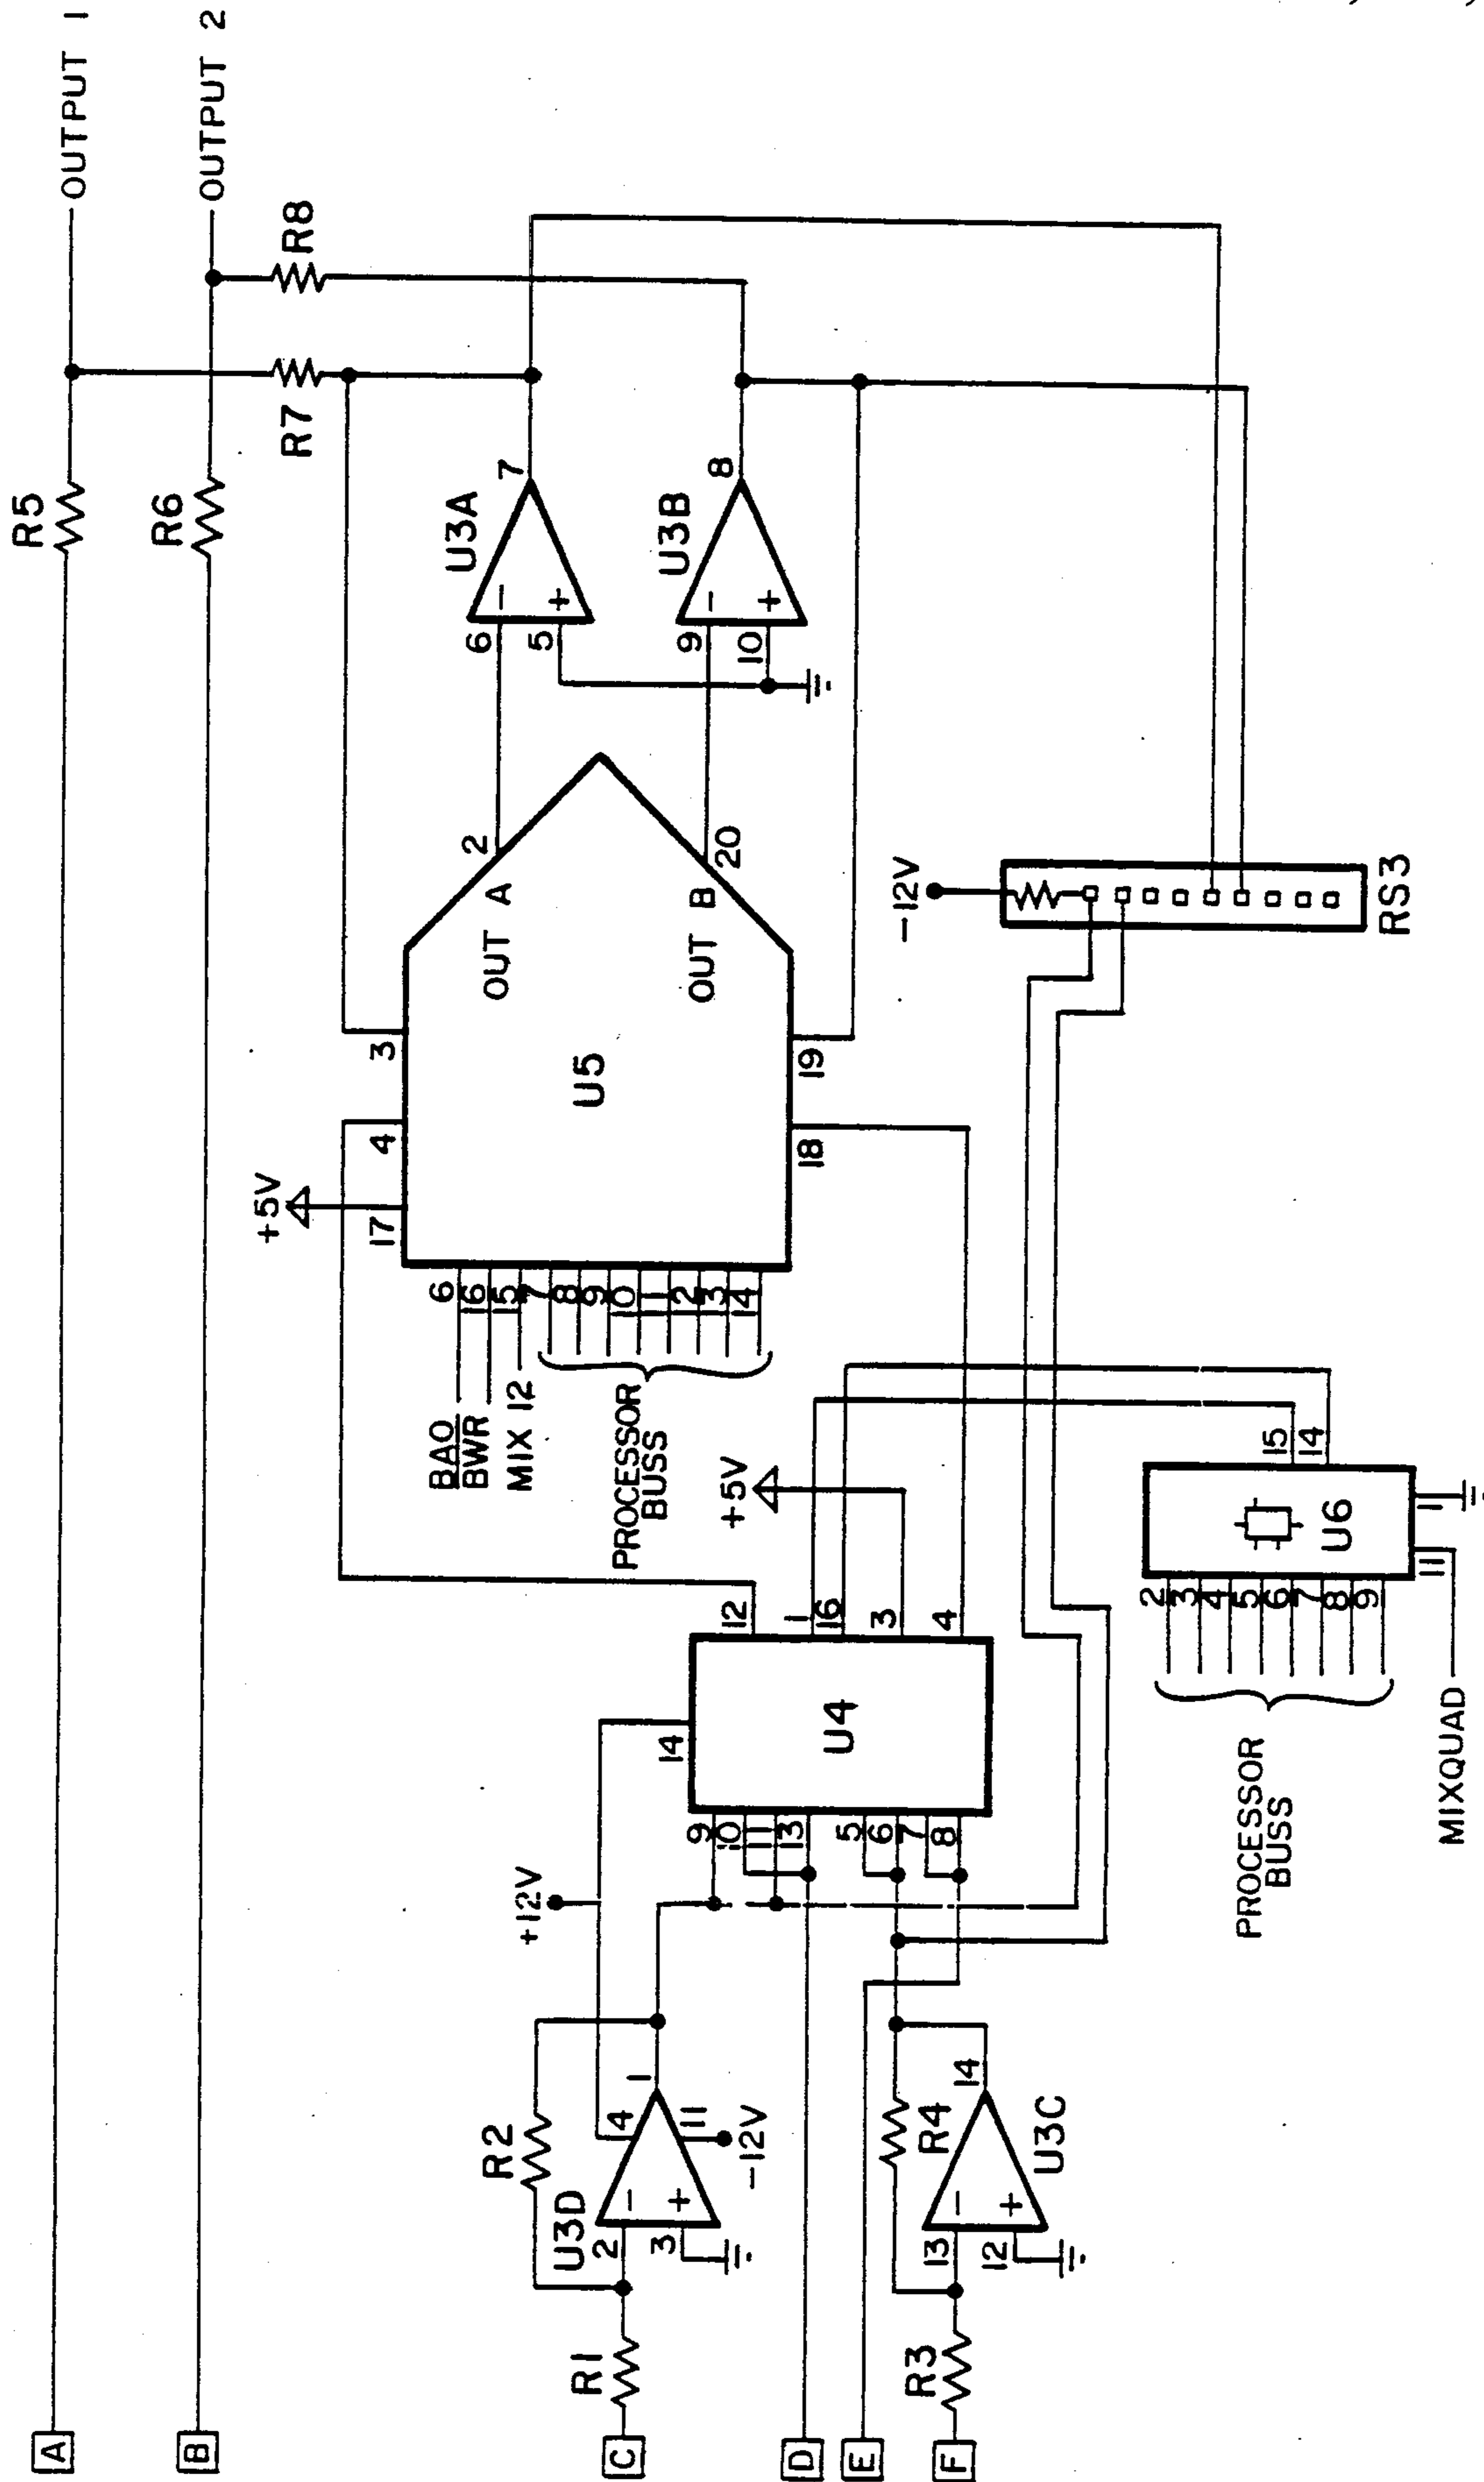 A
R5
OUTPUT 1
B
R6
OUTPUT 2
R7
R8
+5V
17
4
3
BAO
BWR
MIX 12
6
16
15
7
8
9
10
11
12
13
14
PROCESSOR
BUSS
U5
OUT A
OUT B
2
20
18
19
6
5
U3A
7
9
10
U3B
8
-
+
-
+
C
R1
R2
U3D
2
3
-
+
4
11
1
-12V
+12V
D
E
F
R3
R4
U3C
13
12
-
+
14
9
10
11
13
5
6
7
8
14
U4
12
1
16
3
4
+5V
-12V
RS3
PROCESSOR
BUSS
2
3
4
5
6
7
8
9
U6
15
14
11
1
MIXQUAD